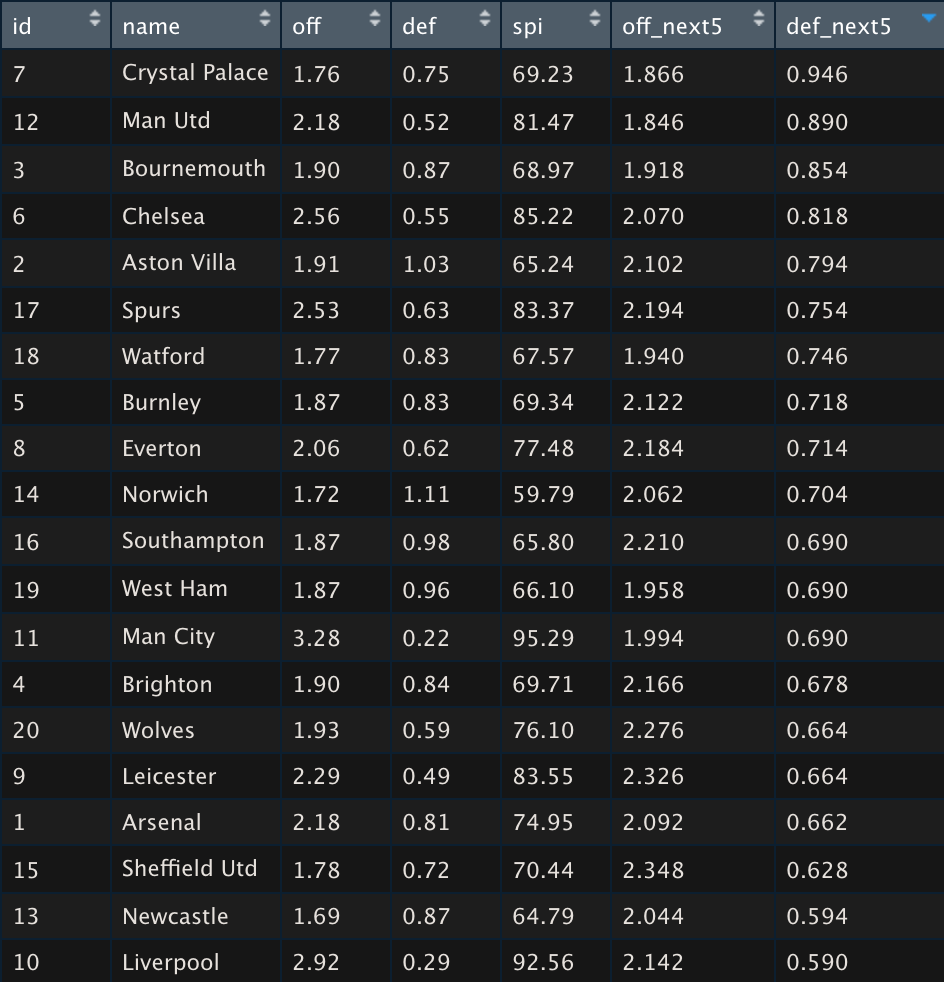 id name off def spi off_next5 def_next5
7 Crystal Palace 1.76 0.75 69.23 1.866 0.946
12 Man Utd 2.18 0.52 81.47 1.846 0.890
3 Bournemouth 1.90 0.87 68.97 1.918 0.854
6 Chelsea 2.56 0.55 85.22 2.070 0.818
2 Aston Villa 1.91 1.03 65.24 2.102 0.794
17 Spurs 2.53 0.63 83.37 2.194 0.754
18 Watford 1.77 0.83 67.57 1.940 0.746
5 Burnley 1.87 0.83 69.34 2.122 0.718
8 Everton 2.06 0.62 77.48 2.184 0.714
14 Norwich 1.72 1.11 59.79 2.062 0.704
16 Southampton 1.87 0.98 65.80 2.210 0.690
19 West Ham 1.87 0.96 66.10 1.958 0.690
11 Man City 3.28 0.22 95.29 1.994 0.690
4 Brighton 1.90 0.84 69.71 2.166 0.678
20 Wolves 1.93 0.59 76.10 2.276 0.664
9 Leicester 2.29 0.49 83.55 2.326 0.664
1 Arsenal 2.18 0.81 74.95 2.092 0.662
15 Sheffield Utd 1.78 0.72 70.44 2.348 0.628
13 Newcastle 1.69 0.87 64.79 2.044 0.594
10 Liverpool 2.92 0.29 92.56 2.142 0.590